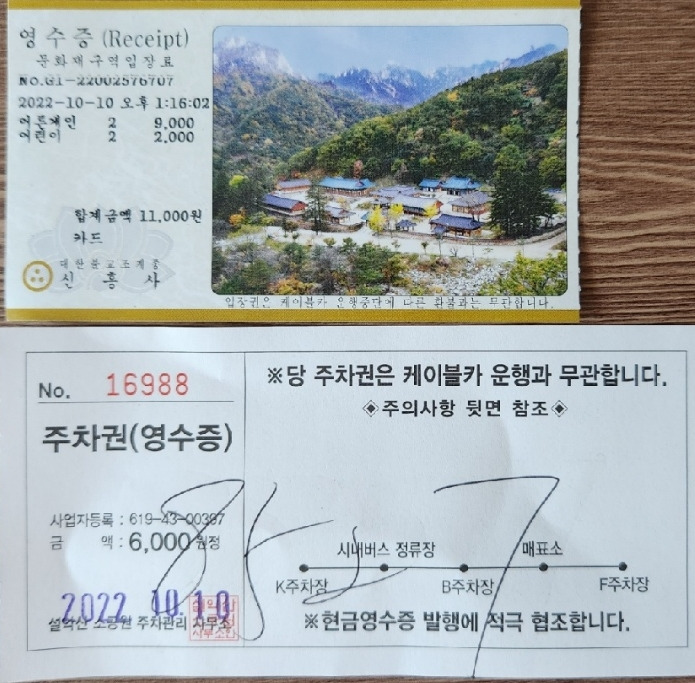 영수증 (Receipt)
문화재구역입장료
No.G1-22002576707
2022-10-10 오후 1:16:02
어른개인 2 9,000
어린이 2 2,000
합계금액 11,000원
카드
대한불교조계종
신흥사
입장권은 케이블카 운행중단에 따른 환불과는 무관합니다.
No. 16988
주차권(영수증)
사업자등록 : 619-43-00397
금 액 : 6,000 원정
2022 10.10
설악산 소공원 주차관리 사무소
※당 주차권은 케이블카 운행과 무관합니다.
◈주의사항 뒷면 참조◈
시내버스 정류장 매표소
K주차장 B주차장 F주차장
※현금영수증 발행에 적극 협조합니다.